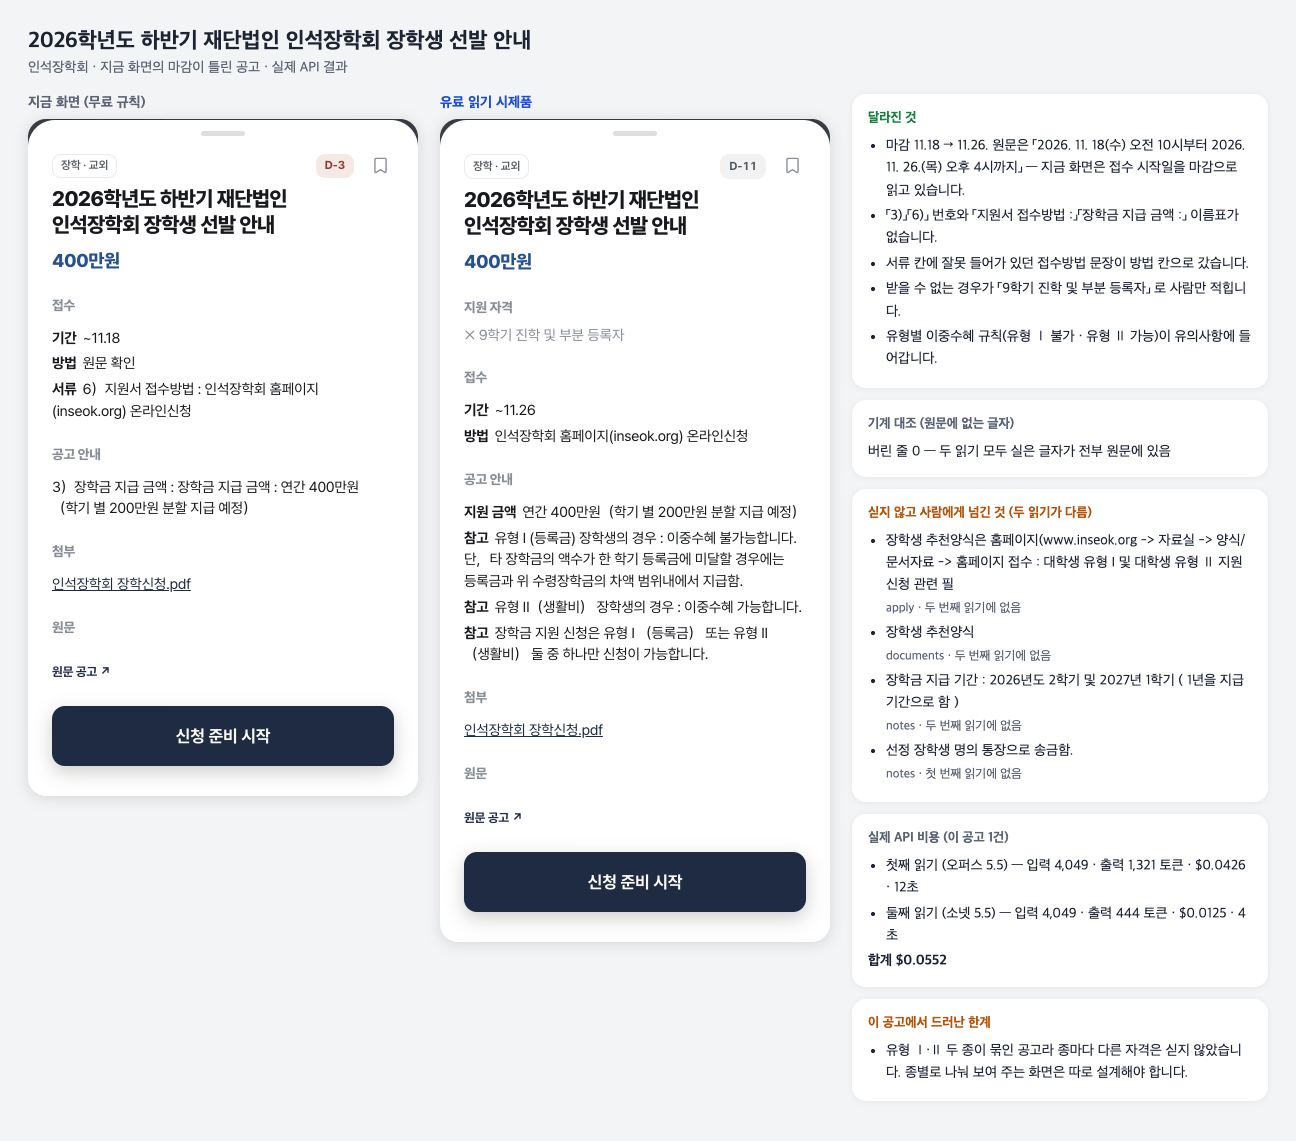 2026학년도 하반기 재단법인 인석장학회 장학생 선발 안내
인석장학회 · 지금 화면의 마감이 틀린 공고 · 실제 API 결과
지금 화면 (무료 규칙)
장학 · 교외
D-3
2026학년도 하반기 재단법인
인석장학회 장학생 선발 안내
400만원
접수
기간 ~11.18
방법 원문 확인
서류 6) 지원서 접수방법 : 인석장학회 홈페이지
(inseok.org) 온라인신청
공고 안내
3) 장학금 지급 금액 : 장학금 지급 금액 : 연간 400만원
(학기 별 200만원 분할 지급 예정)
첨부
인석장학회 장학신청.pdf
원문
원문 공고 ↗
신청 준비 시작
유료 읽기 시제품
장학 · 교외
D-11
2026학년도 하반기 재단법인
인석장학회 장학생 선발 안내
400만원
지원 자격
× 9학기 진학 및 부분 등록자
접수
기간 ~11.26
방법 인석장학회 홈페이지(inseok.org) 온라인신청
공고 안내
지원 금액 연간 400만원 (학기 별 200만원 분할 지급 예정)
참고 유형 I (등록금) 장학생의 경우 : 이중수혜 불가능합니다.
단, 타 장학금의 액수가 한 학기 등록금에 미달할 경우에는
등록금과 위 수령장학금의 차액 범위내에서 지급함.
참고 유형 II (생활비) 장학생의 경우 : 이중수혜 가능합니다.
참고 장학금 지원 신청은 유형 I (등록금) 또는 유형 II
(생활비) 둘 중 하나만 신청이 가능합니다.
첨부
인석장학회 장학신청.pdf
원문
원문 공고 ↗
신청 준비 시작
달라진 것
• 마감 11.18 → 11.26. 원문은 「2026. 11. 18(수) 오전 10시부터 2026.
11. 26.(목) 오후 4시까지」 — 지금 화면은 접수 시작일을 마감으로
읽고 있습니다.
• 「3)」「6)」 번호와 「지원서 접수방법 :」「장학금 지급 금액 :」 이름표가
없습니다.
• 서류 칸에 잘못 들어가 있던 접수방법 문장이 방법 칸으로 갔습니다.
• 받을 수 없는 경우가 「9학기 진학 및 부분 등록자」 로 사람만 적힙니
다.
• 유형별 이중수혜 규칙(유형 Ⅰ 불가 · 유형 Ⅱ 가능)이 유의사항에 들
어갑니다.
기계 대조 (원문에 없는 글자)
버린 줄 0 — 두 읽기 모두 실은 글자가 전부 원문에 있음
싣지 않고 사람에게 넘긴 것 (두 읽기가 다름)
• 장학생 추천양식은 홈페이지(www.inseok.org -> 자료실 -> 양식/
문서자료 -> 홈페이지 접수 : 대학생 유형 I 및 대학생 유형 Ⅱ 지원
신청 관련 필
apply · 두 번째 읽기에 없음
• 장학생 추천양식
documents · 두 번째 읽기에 없음
• 장학금 지급 기간 : 2026년도 2학기 및 2027년 1학기 ( 1년을 지급
기간으로 함 )
notes · 두 번째 읽기에 없음
• 선정 장학생 명의 통장으로 송금함.
notes · 첫 번째 읽기에 없음
실제 API 비용 (이 공고 1건)
• 첫째 읽기 (오퍼스 5.5) — 입력 4,049 · 출력 1,321 토큰 · $0.0426
· 12초
• 둘째 읽기 (소넷 5.5) — 입력 4,049 · 출력 444 토큰 · $0.0125 · 4
초
합계 $0.0552
이 공고에서 드러난 한계
• 유형 Ⅰ·Ⅱ 두 종이 묶인 공고라 종마다 다른 자격은 싣지 않았습니
다. 종별로 나눠 보여 주는 화면은 따로 설계해야 합니다.